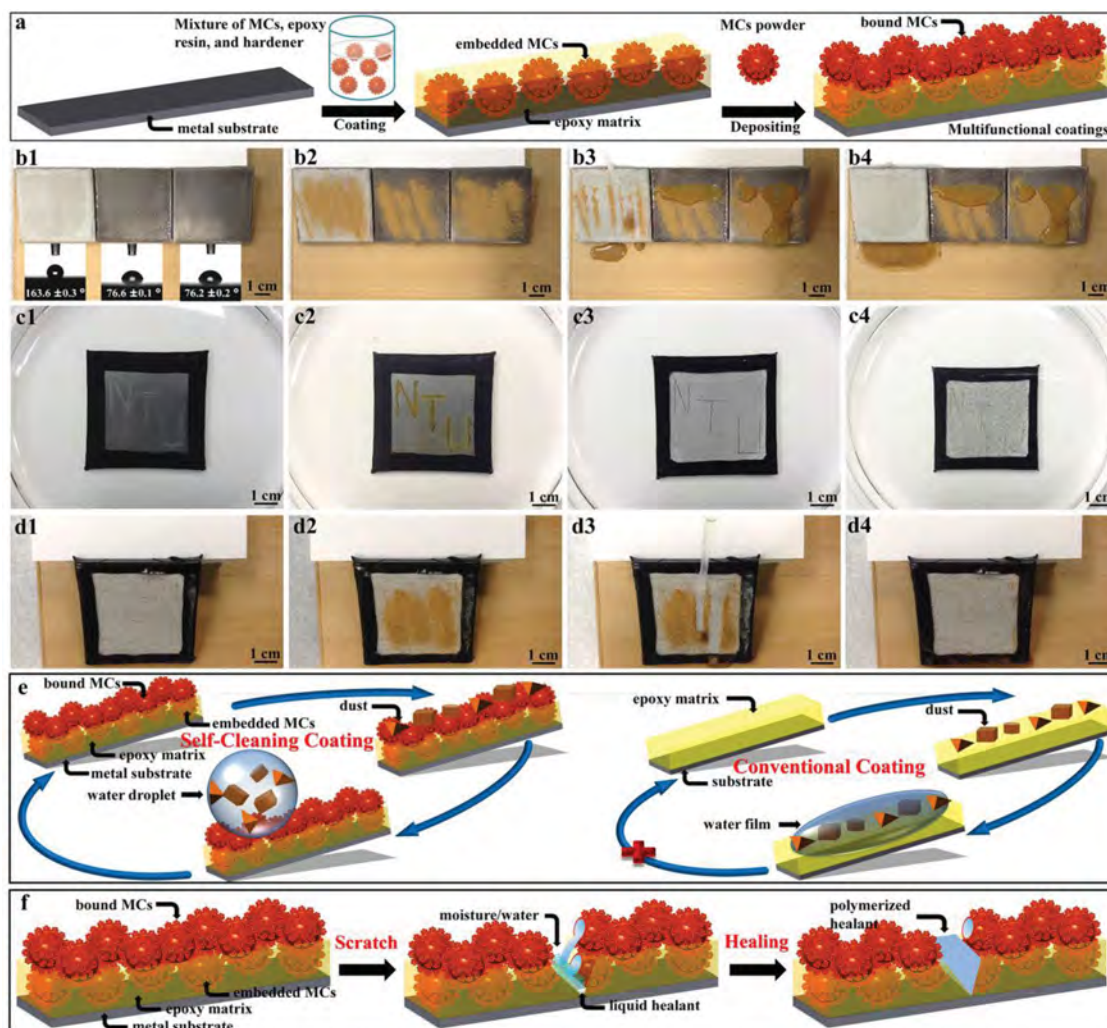 a
Mixture of MCs, epoxy
resin, and hardener
metal substrate
Coating
embedded MCs
epoxy matrix
MCs powder
Depositing
bound MCs
Multifunctional coatings
b1
163.6 ±0.3 °
76.6 ±0.1 °
76.2 ±0.2 °
1 cm
b2
1 cm
b3
1 cm
b4
1 cm
c1
NTU
1 cm
c2
NTU
1 cm
c3
NTU
1 cm
c4
NTU
1 cm
d1
1 cm
d2
1 cm
d3
1 cm
d4
1 cm
e
bound MCs
embedded MCs
epoxy matrix
metal substrate
Self-Cleaning Coating
dust
water droplet
epoxy matrix
substrate
Conventional Coating
dust
water film
f
bound MCs
embedded MCs
epoxy matrix
metal substrate
Scratch
moisture/water
liquid healant
Healing
polymerized
healant